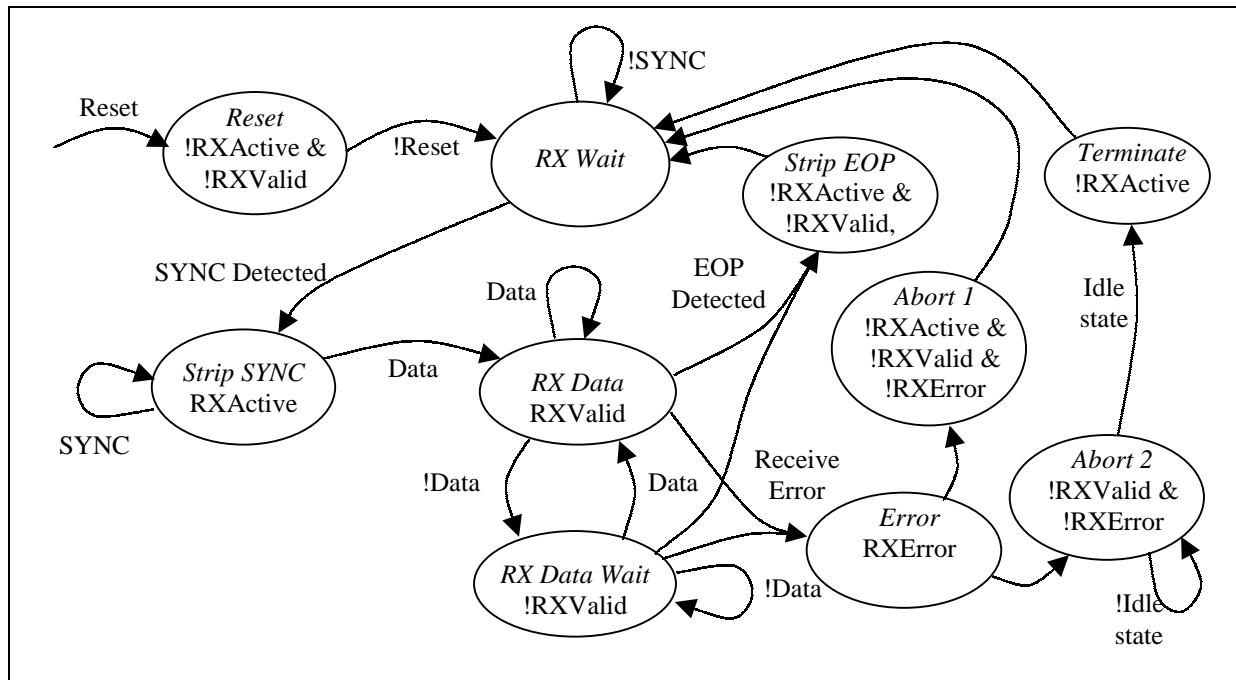 !SYNC
Reset
Reset
!RXActive &
!RXValid
!Reset
RX Wait
Strip EOP
!RXActive &
!RXValid,
Terminate
!RXActive
SYNC Detected
Data
EOP
Detected
Abort 1
!RXActive &
!RXValid &
!RXError
Idle
state
Strip SYNC
RXActive
SYNC
Data
RX Data
RXValid
!Data
Data
Receive
Error
Error
RXError
Abort 2
!RXValid &
!RXError
RX Data Wait
!RXValid
!Data
!Idle
state